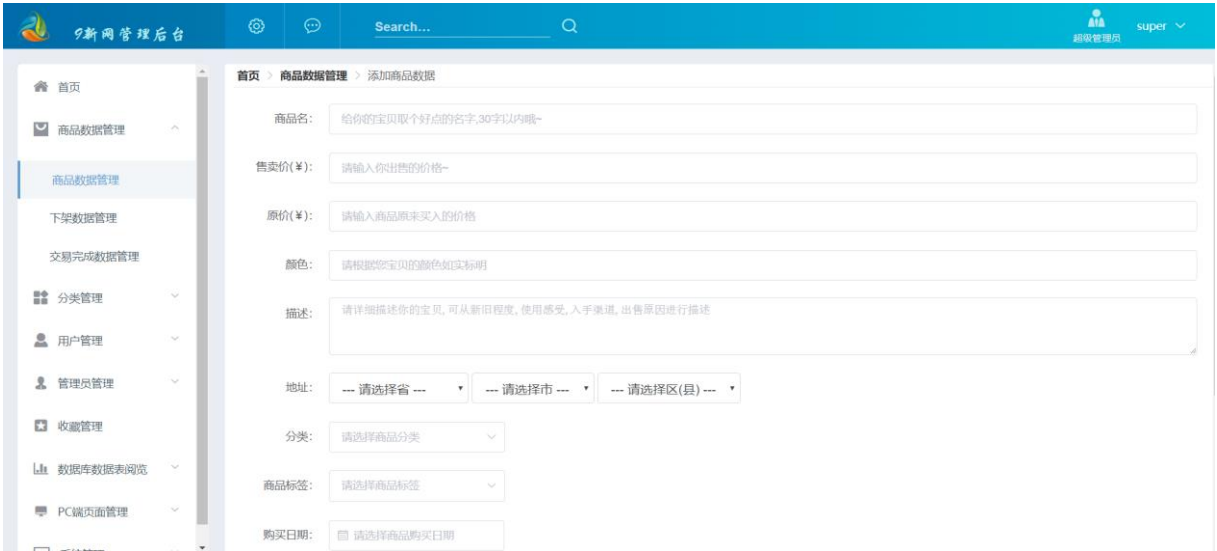 9新网管理后台
Search...
超级管理员
super
首页
商品数据管理
商品数据管理
下架数据管理
交易完成数据管理
分类管理
用户管理
管理员管理
收藏管理
数据库数据表阅览
PC端页面管理
首页 > 商品数据管理 > 添加商品数据
商品名: 给你的宝贝取个好点的名字,30字以内哦~
售卖价(¥): 请输入你出售的价格~
原价(¥): 请输入商品原来买入的价格
颜色: 请根据您宝贝的颜色如实标明
描述: 请详细描述你的宝贝, 可从新旧程度, 使用感受, 入手渠道, 出售原因进行描述
地址: --- 请选择省 --- --- 请选择市 --- --- 请选择区(县) ---
分类: 请选择商品分类
商品标签: 请选择商品标签
购买日期: 请选择商品购买日期